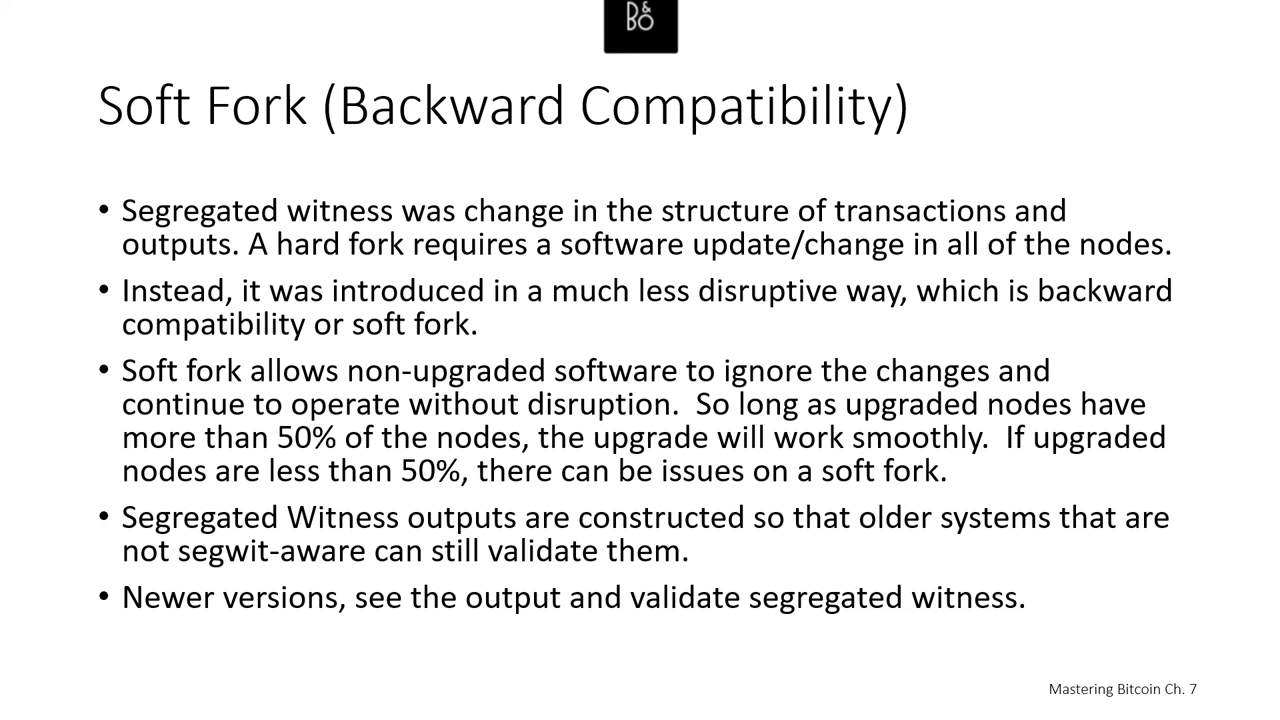 B&O
Soft Fork (Backward Compatibility)
• Segregated witness was change in the structure of transactions and
outputs. A hard fork requires a software update/change in all of the nodes.
• Instead, it was introduced in a much less disruptive way, which is backward
compatibility or soft fork.
• Soft fork allows non-upgraded software to ignore the changes and
continue to operate without disruption.  So long as upgraded nodes have
more than 50% of the nodes, the upgrade will work smoothly.  If upgraded
nodes are less than 50%, there can be issues on a soft fork.
• Segregated Witness outputs are constructed so that older systems that are
not segwit-aware can still validate them.
• Newer versions, see the output and validate segregated witness.
Mastering Bitcoin Ch. 7